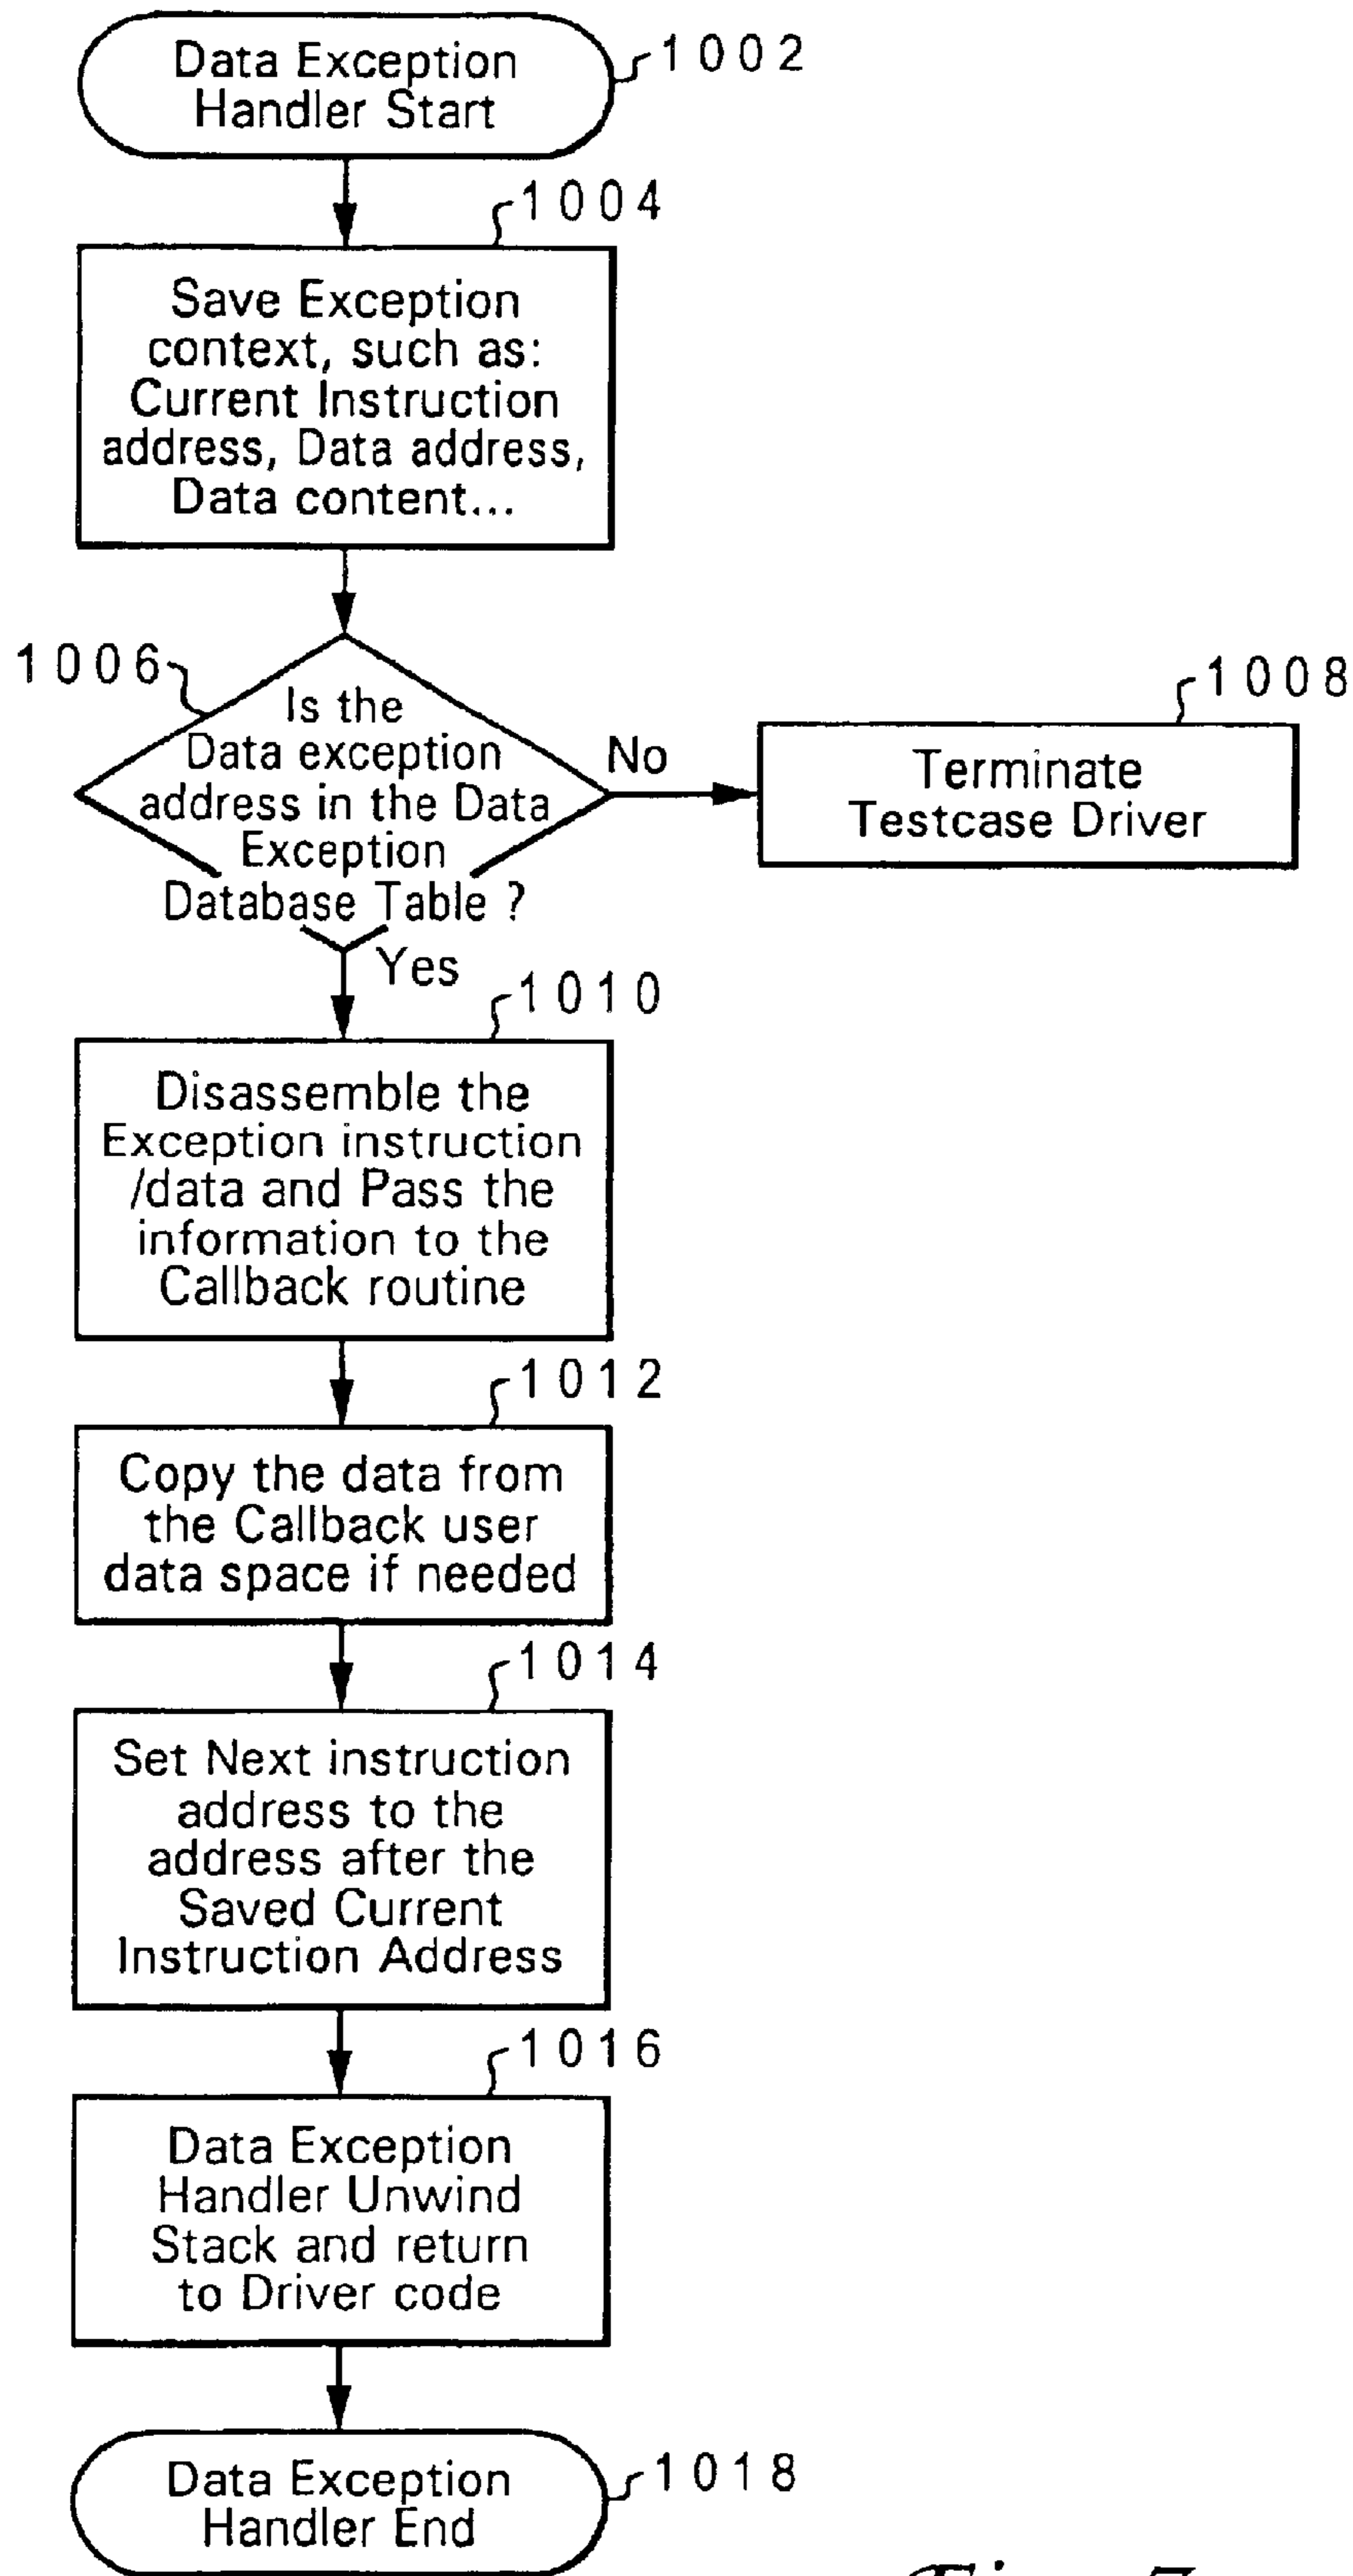 Data Exception
Handler Start
1002
1004
Save Exception
context, such as:
Current Instruction
address, Data address,
Data content...
1006
Is the
Data exception
address in the Data
Exception
Database Table ?
No
1008
Terminate
Testcase Driver
Yes
1010
Disassemble the
Exception instruction
/data and Pass the
information to the
Callback routine
1012
Copy the data from
the Callback user
data space if needed
1014
Set Next instruction
address to the
address after the
Saved Current
Instruction Address
1016
Data Exception
Handler Unwind
Stack and return
to Driver code
Data Exception
Handler End
1018